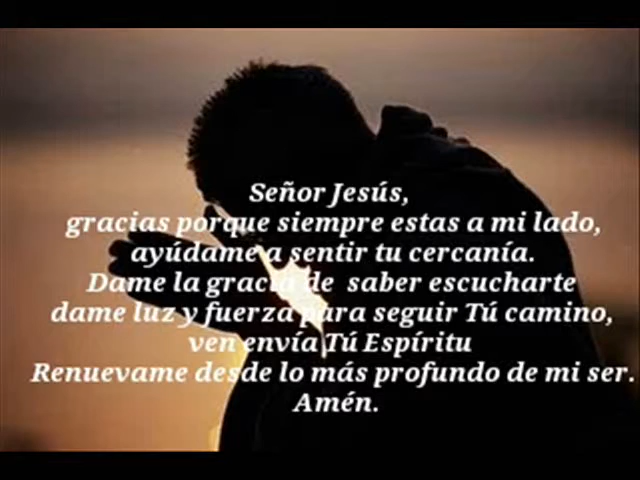 Señor Jesús,
gracias porque siempre estas a mi lado,
ayúdame a sentir tu cercanía.
Dame la gracia de saber escucharte
dame luz y fuerza para seguir Tú camino,
ven envía Tú Espíritu
Renuevame desde lo más profundo de mi ser.
Amén.